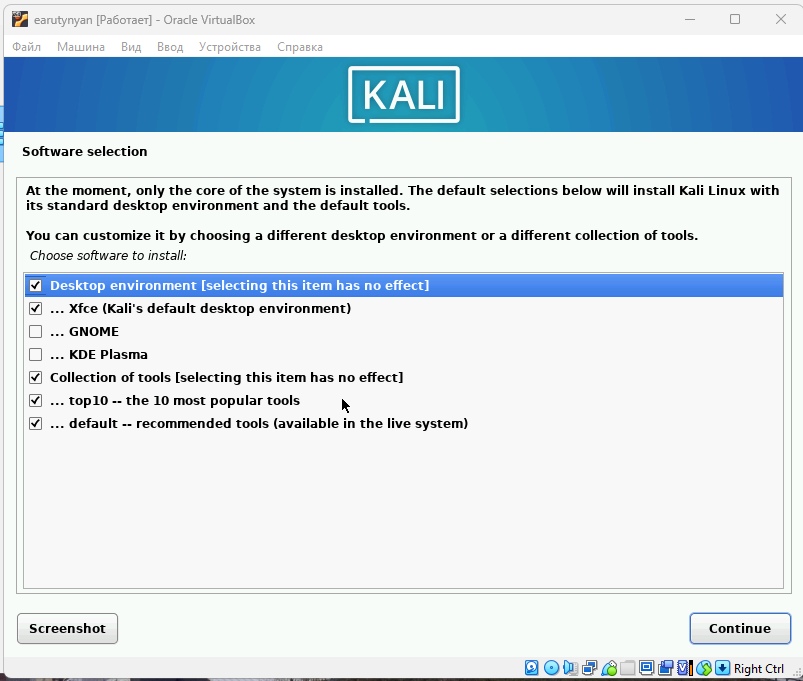 earutynyan [Работает] - Oracle VirtualBox
Файл Машина Вид Ввод Устройства Справка
KALI
Software selection
At the moment, only the core of the system is installed. The default selections below will install Kali Linux with
its standard desktop environment and the default tools.
You can customize it by choosing a different desktop environment or a different collection of tools.
Choose software to install:
Desktop environment [selecting this item has no effect]
... Xfce (Kali's default desktop environment)
... GNOME
... KDE Plasma
Collection of tools [selecting this item has no effect]
... top10 -- the 10 most popular tools
... default -- recommended tools (available in the live system)
Screenshot
Continue
Right Ctrl